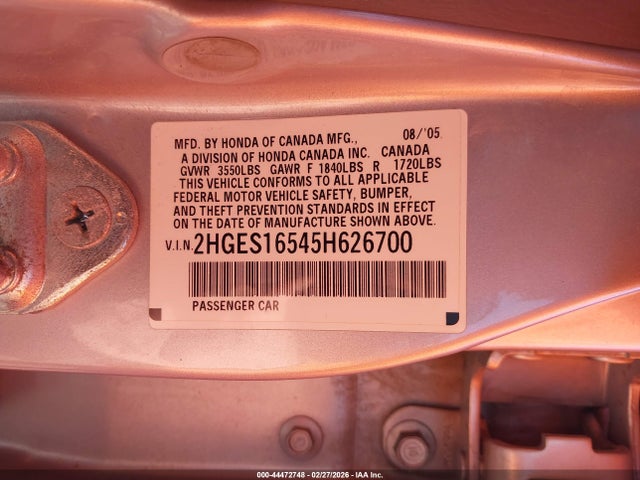 MFD. BY HONDA OF CANADA MFG., 08/'05
A DIVISION OF HONDA CANADA INC. CANADA
GVWR 3550LBS GAWR F 1840LBS R 1720LBS
THIS VEHICLE CONFORMS TO ALL APPLICABLE
FEDERAL MOTOR VEHICLE SAFETY, BUMPER,
AND THEFT PREVENTION STANDARDS IN EFFECT
ON THE DATE OF MANUFACTURE SHOWN ABOVE.
V.I.N. 2HGES16545H626700
PASSENGER CAR
000-44472748 - 02/27/2026 - IAA Inc.